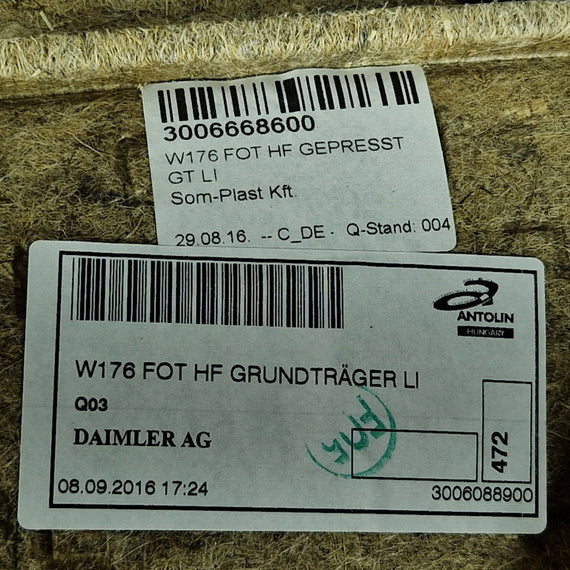 3006668600
W176 FOT HF GEPRESST
GT LI
Som-Plast Kft.
29.08.16. -- C_DE - Q-Stand: 004
ANTOLIN
HUNGARY
W176 FOT HF GRUNDTRÄGER LI
Q03
DAIMLER AG
472
08.09.2016 17:24
3006088900